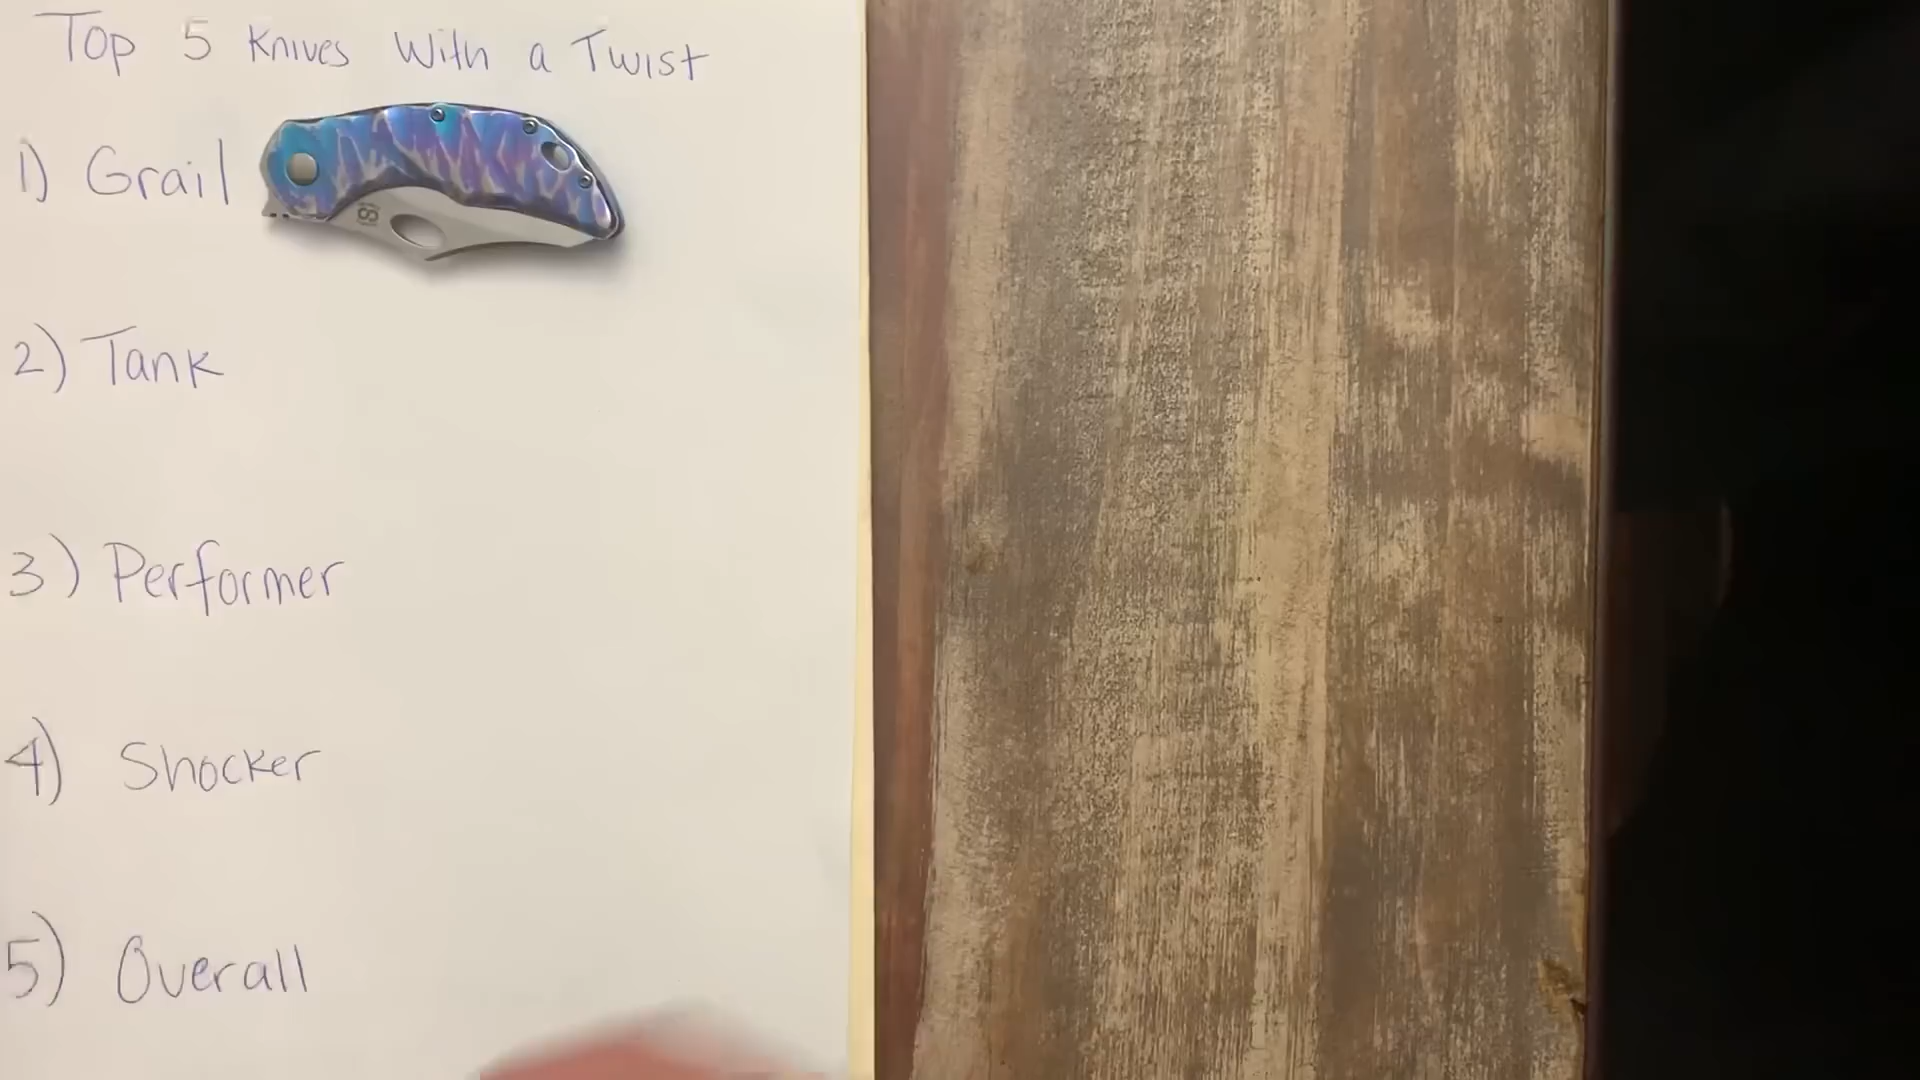 Top 5 Knives With a Twist
1) Grail
2) Tank
3) Performer
4) Shocker
5) Overall